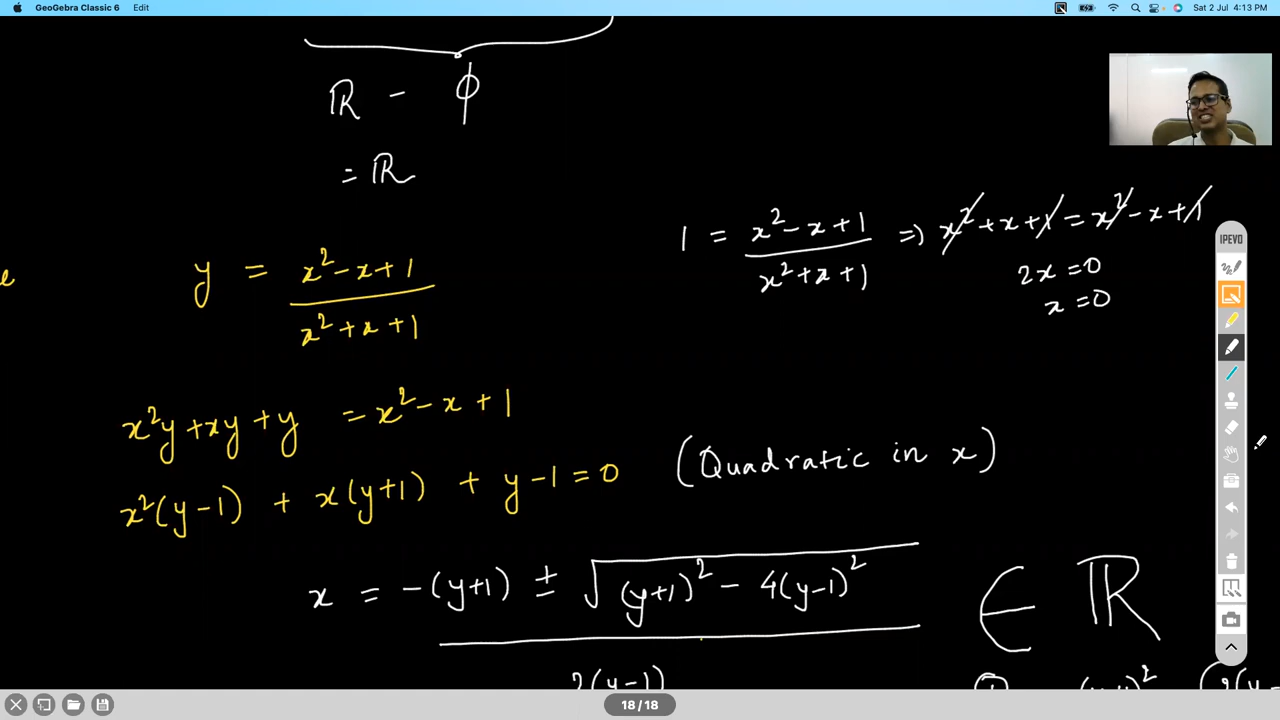 GeoGebra Classic 6 Edit Sat 2 Jul 4:13 PM
ℝ - ϕ
= ℝ
1 = (x² - x + 1)/(x² + x + 1) ⇒ x² + x + 1 = x² - x + 1
2x = 0
x = 0
IPEVO
y = (x² - x + 1)/(x² + x + 1)
x²y + xy + y = x² - x + 1
x²(y-1) + x(y+1) + y-1 = 0 (Quadratic in x)
x = -(y+1) ± √((y+1)² - 4(y-1)²) ∈ ℝ
2(y-1)
18 / 18